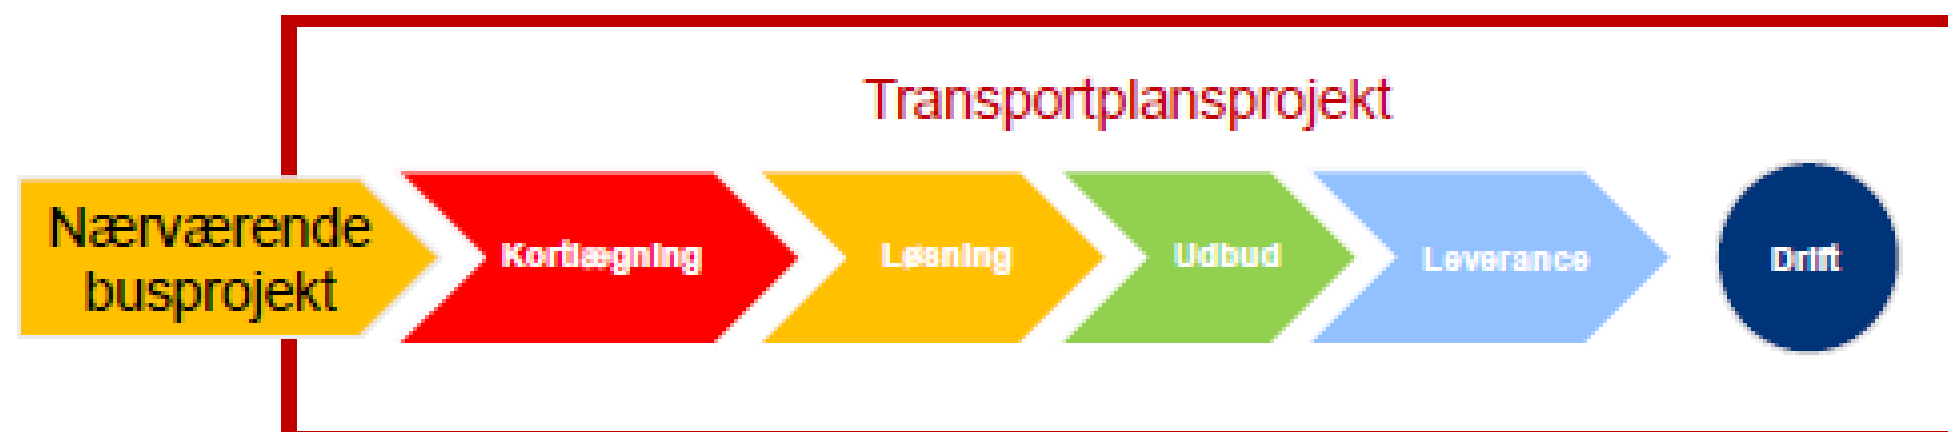 Transportplansprojekt
Nærværende
busprojekt
Kortlægning
Løsning
Udbud
Leverance
Drift